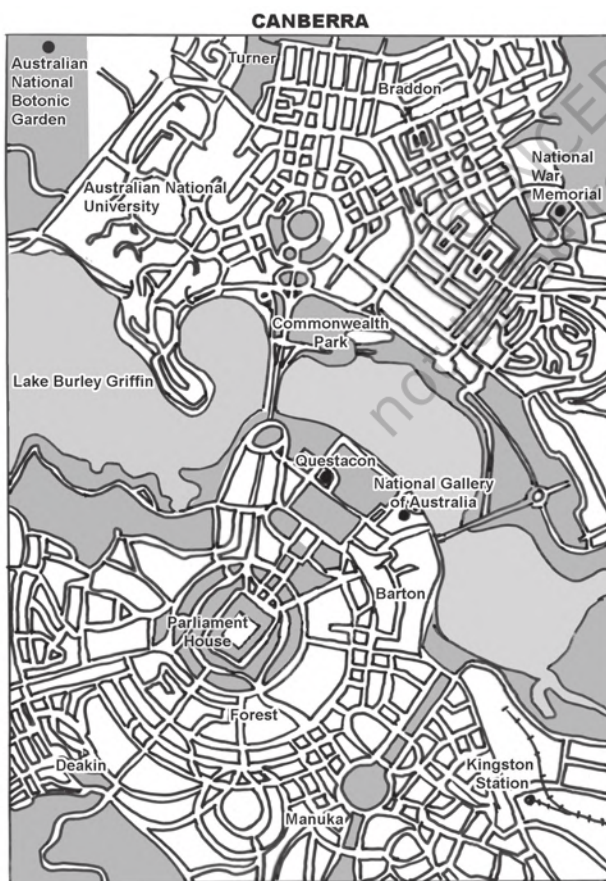 CANBERRA
Australian
National
Botonic
Garden
Turner
Braddon
National
War
Memorial
Australian National
University
Commonwealth
Park
Lake Burley Griffin
Questacon
National Gallery
of Australia
Barton
Parliament
House
Forest
Deakin
Kingston
Station
Manuka